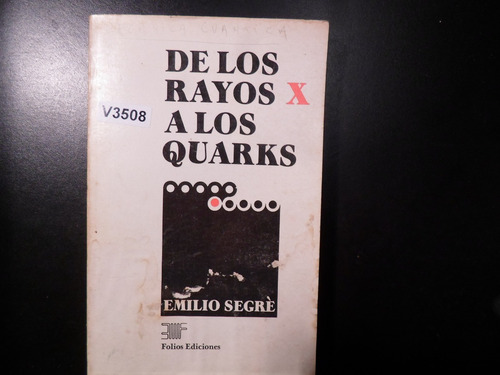 DE LOS
RAYOS X
A LOS
QUARKS
V3508
EMILIO SEGRÈ
Folios Ediciones